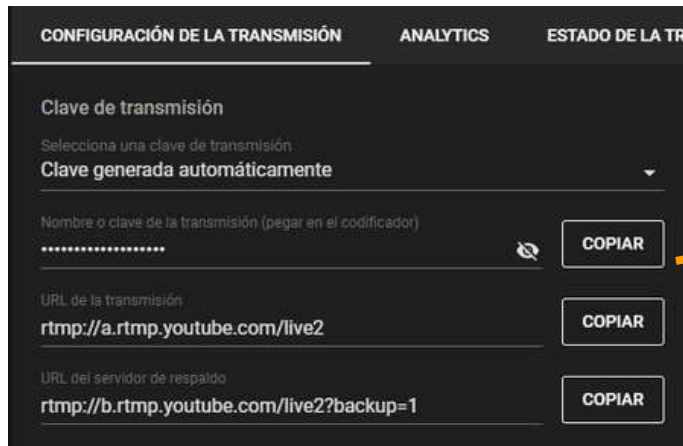 CONFIGURACIÓN DE LA TRANSMISIÓN ANALYTICS ESTADO DE LA TR
Clave de transmisión
Selecciona una clave de transmisión
Clave generada automáticamente
Nombre o clave de la transmisión (pegar en el codificador)
••••••••••••••••••• COPIAR
URL de la transmisión
rtmp://a.rtmp.youtube.com/live2 COPIAR
URL del servidor de respaldo
rtmp://b.rtmp.youtube.com/live2?backup=1 COPIAR